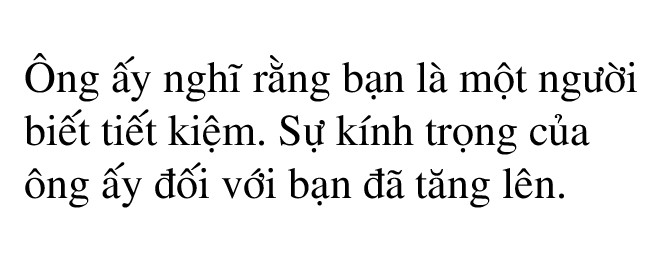 Ông ấy nghĩ rằng bạn là một người
biết tiết kiệm. Sự kính trọng của
ông ấy đối với bạn đã tăng lên.